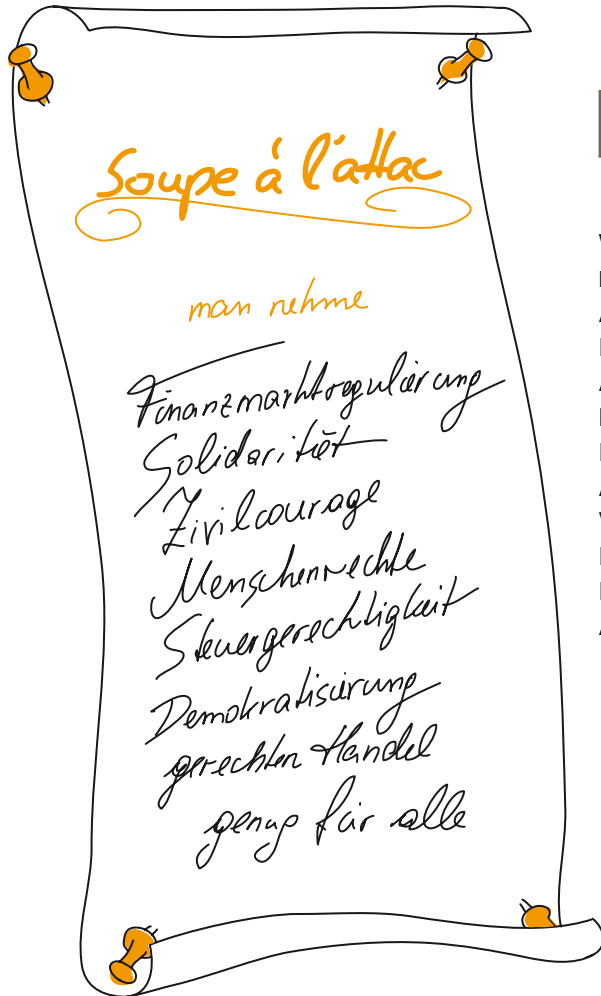 Soupe à l'attac
man nehme
Finanzmarktregulierung
Solidarität
Zivilcourage
Menschenrechte
Steuergerechtigkeit
Demokratisierung
gerechten Handel
genug für alle